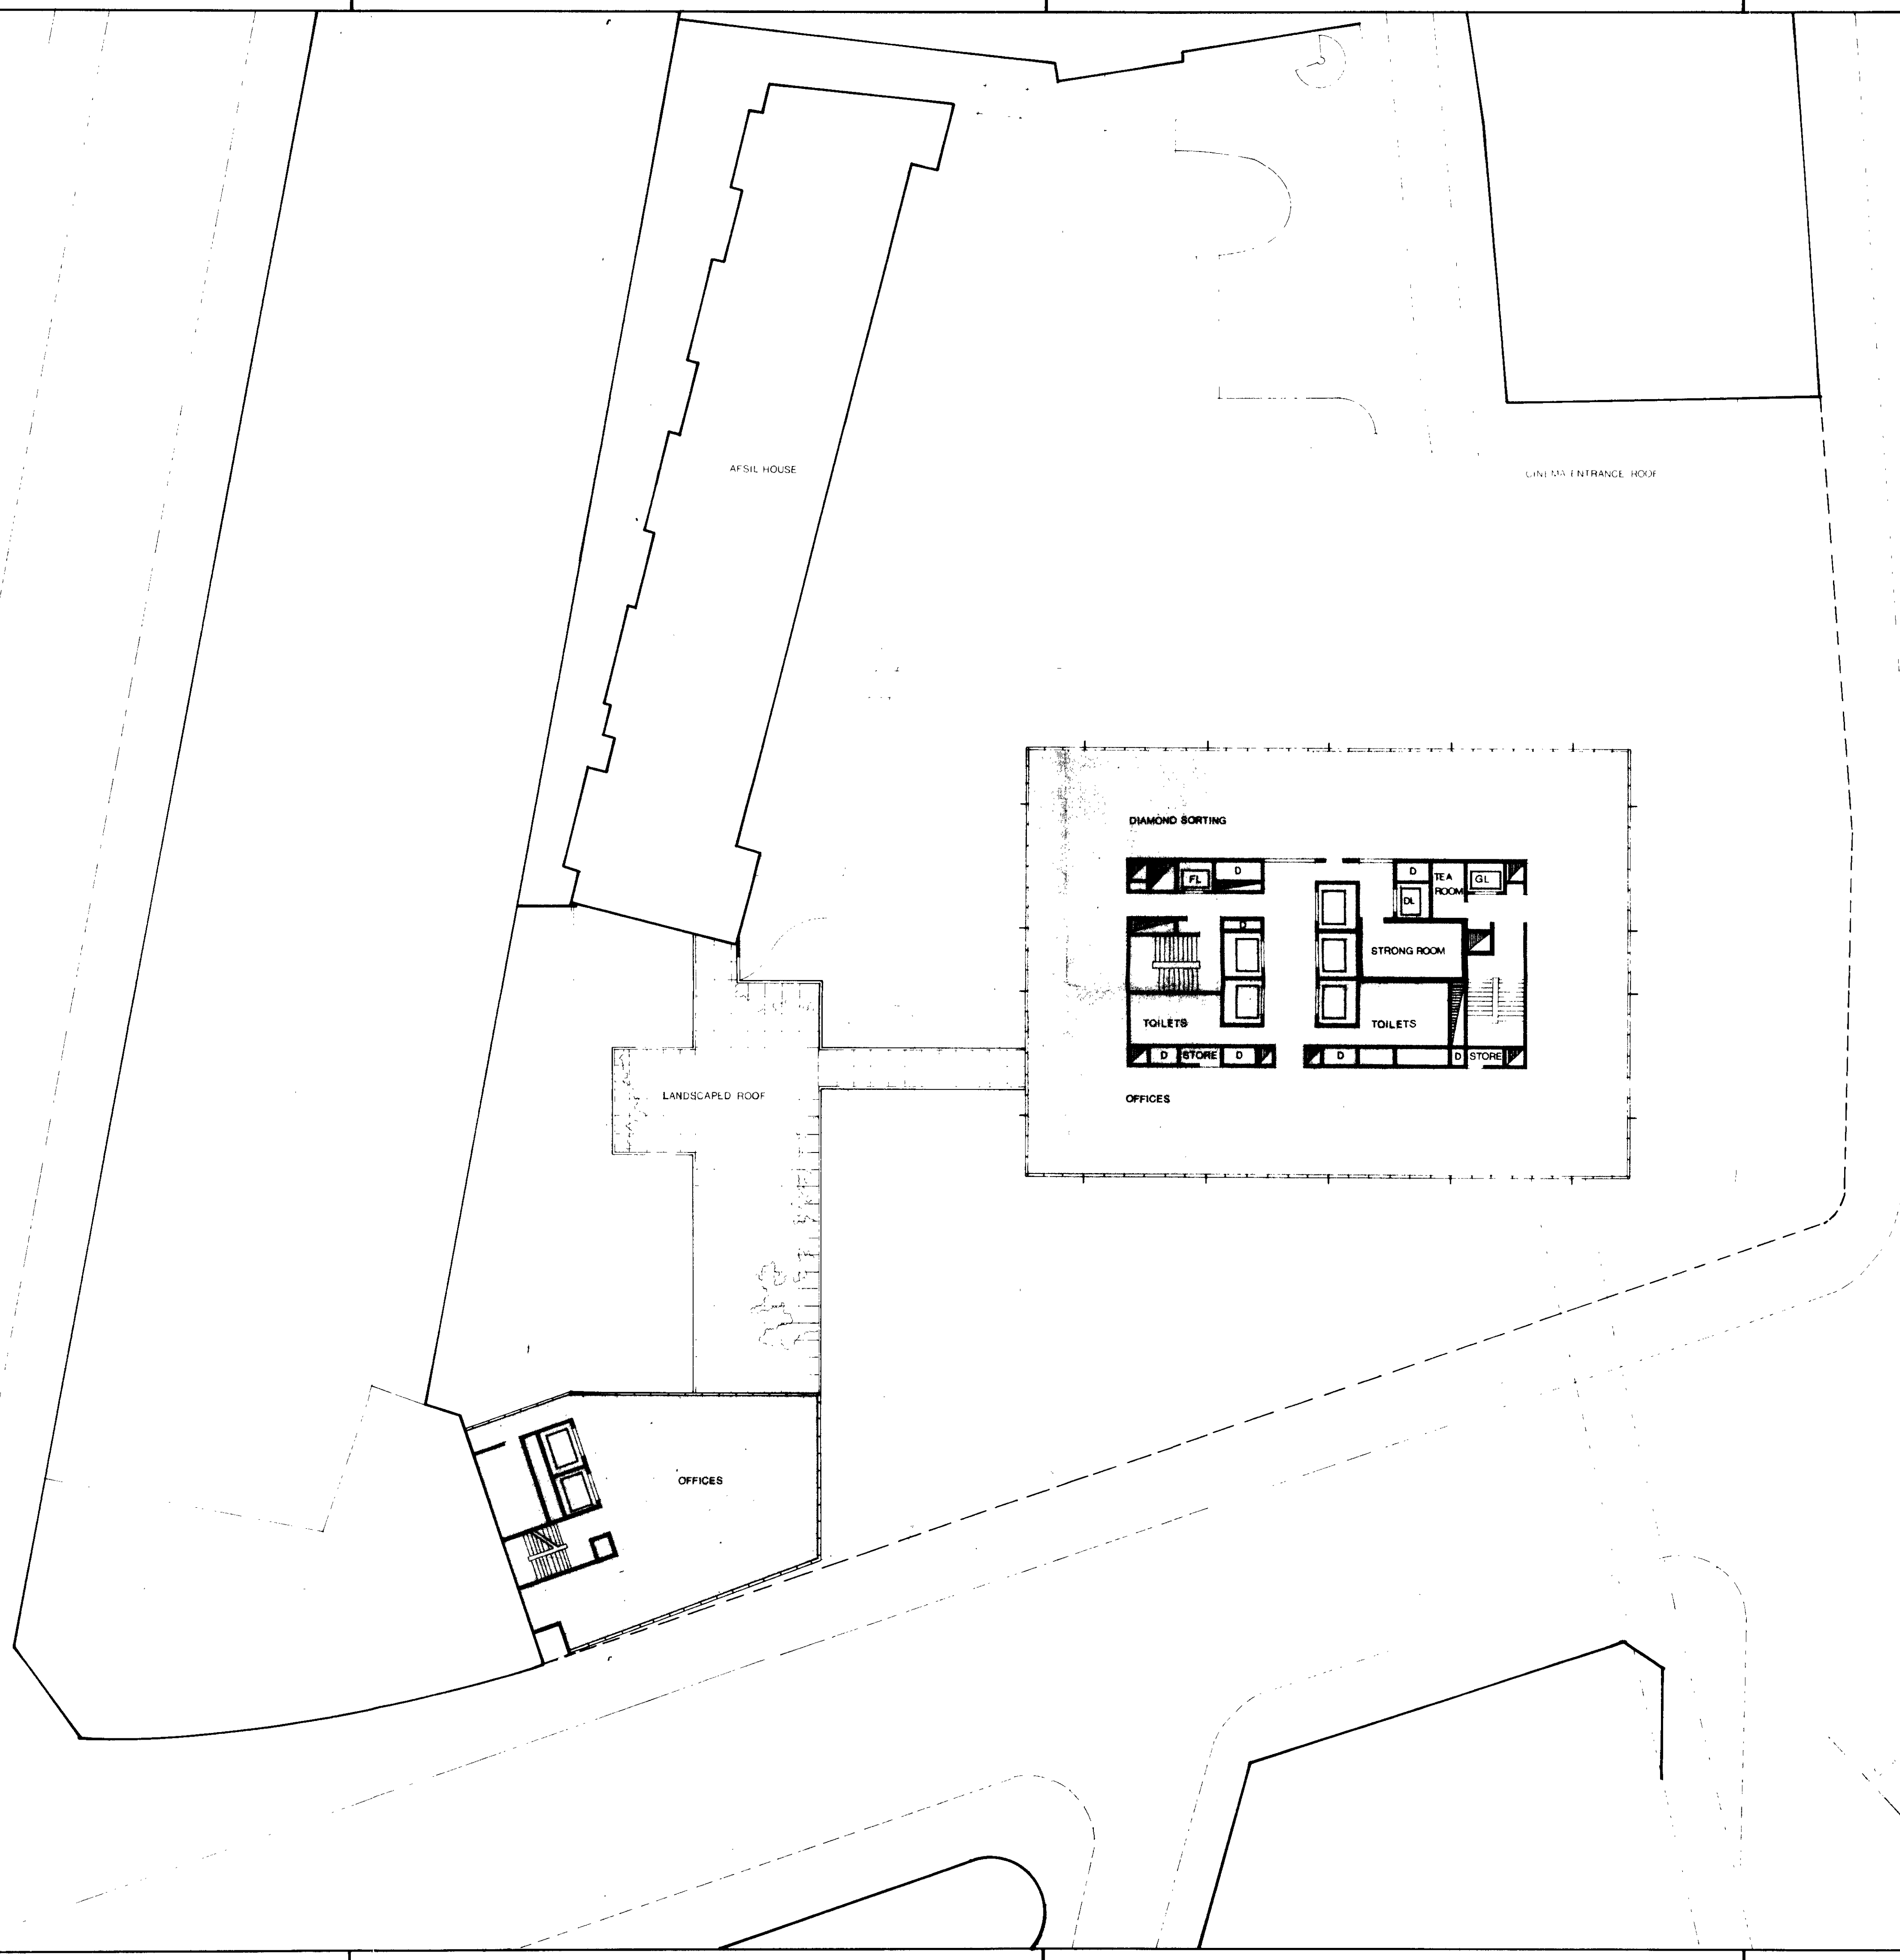 AFSIL HOUSE
CINEMA ENTRANCE ROOF
DIAMOND SORTING
FL
D
D
TEA
ROOM
GL
DL
D
STRONG ROOM
TOILETS
TOILETS
D
STORE
D
D
D
STORE
LANDSCAPED ROOF
OFFICES
OFFICES